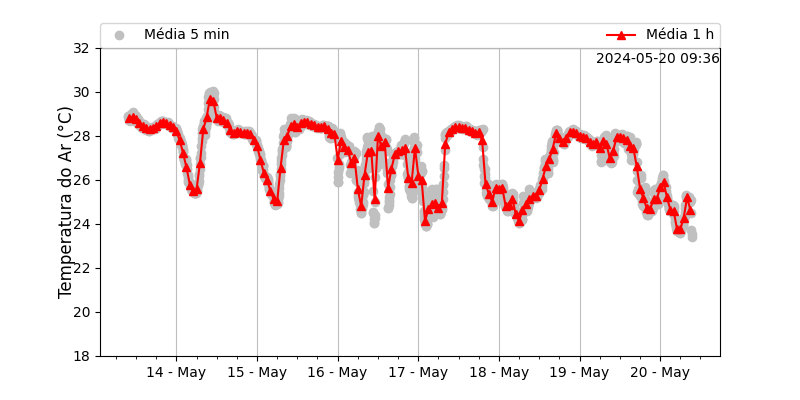 Média 5 min
Média 1 h
2024-05-20 09:36
Temperatura do Ar (°C)
32
30
28
26
24
22
20
18
14 - May
15 - May
16 - May
17 - May
18 - May
19 - May
20 - May